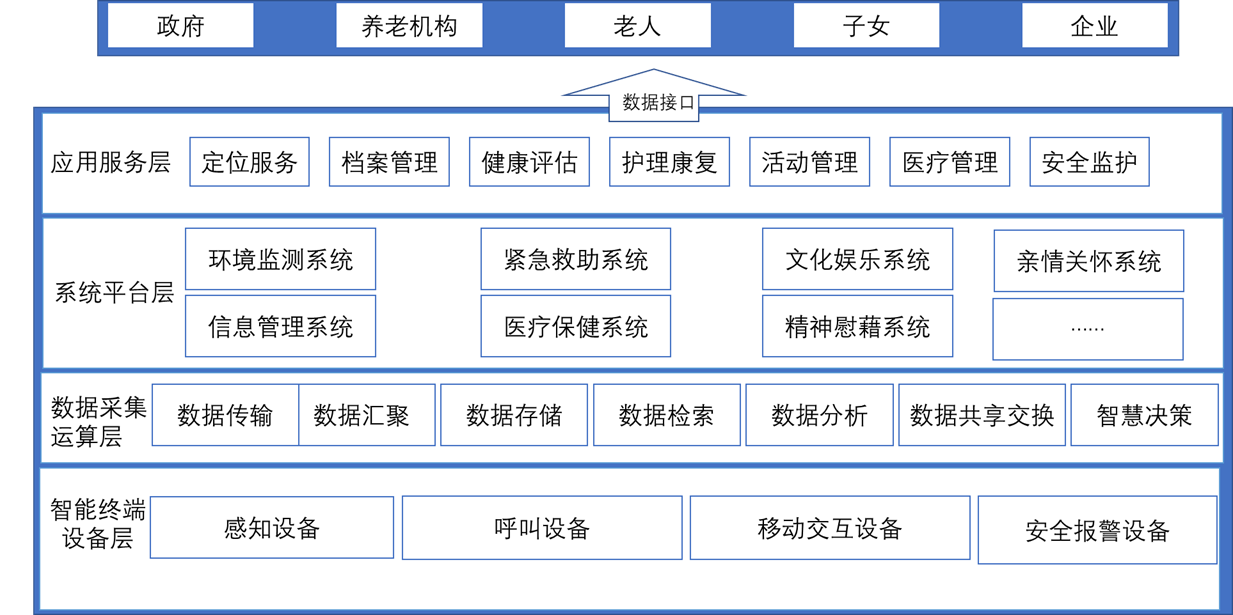 政府 养老机构 老人 子女 企业
数据接口
应用服务层 定位服务 档案管理 健康评估 护理康复 活动管理 医疗管理 安全监护
环境监测系统 紧急救助系统 文化娱乐系统 亲情关怀系统
系统平台层
信息管理系统 医疗保健系统 精神慰藉系统 ……
数据采集
运算层
数据传输 数据汇聚 数据存储 数据检索 数据分析 数据共享交换 智慧决策
智能终端
设备层
感知设备 呼叫设备 移动交互设备 安全报警设备